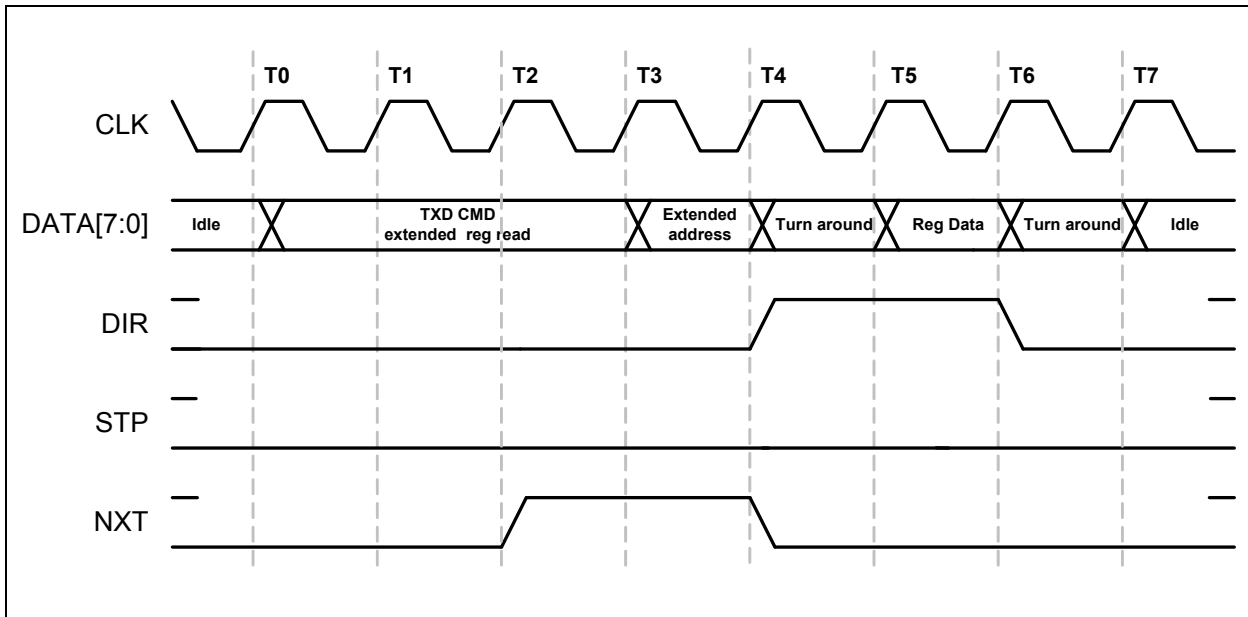 T0 T1 T2 T3 T4 T5 T6 T7
CLK
DATA[7:0]
Idle
TXD CMD
extended reg read
Extended
address
Turn around
Reg Data
Turn around
Idle
DIR
STP
NXT